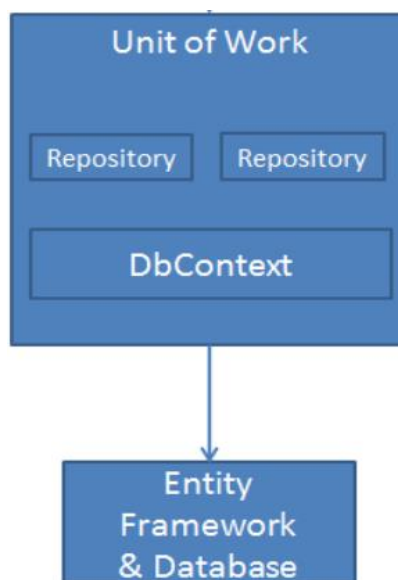 Unit of Work
Repository
Repository
DbContext
Entity
Framework
& Database